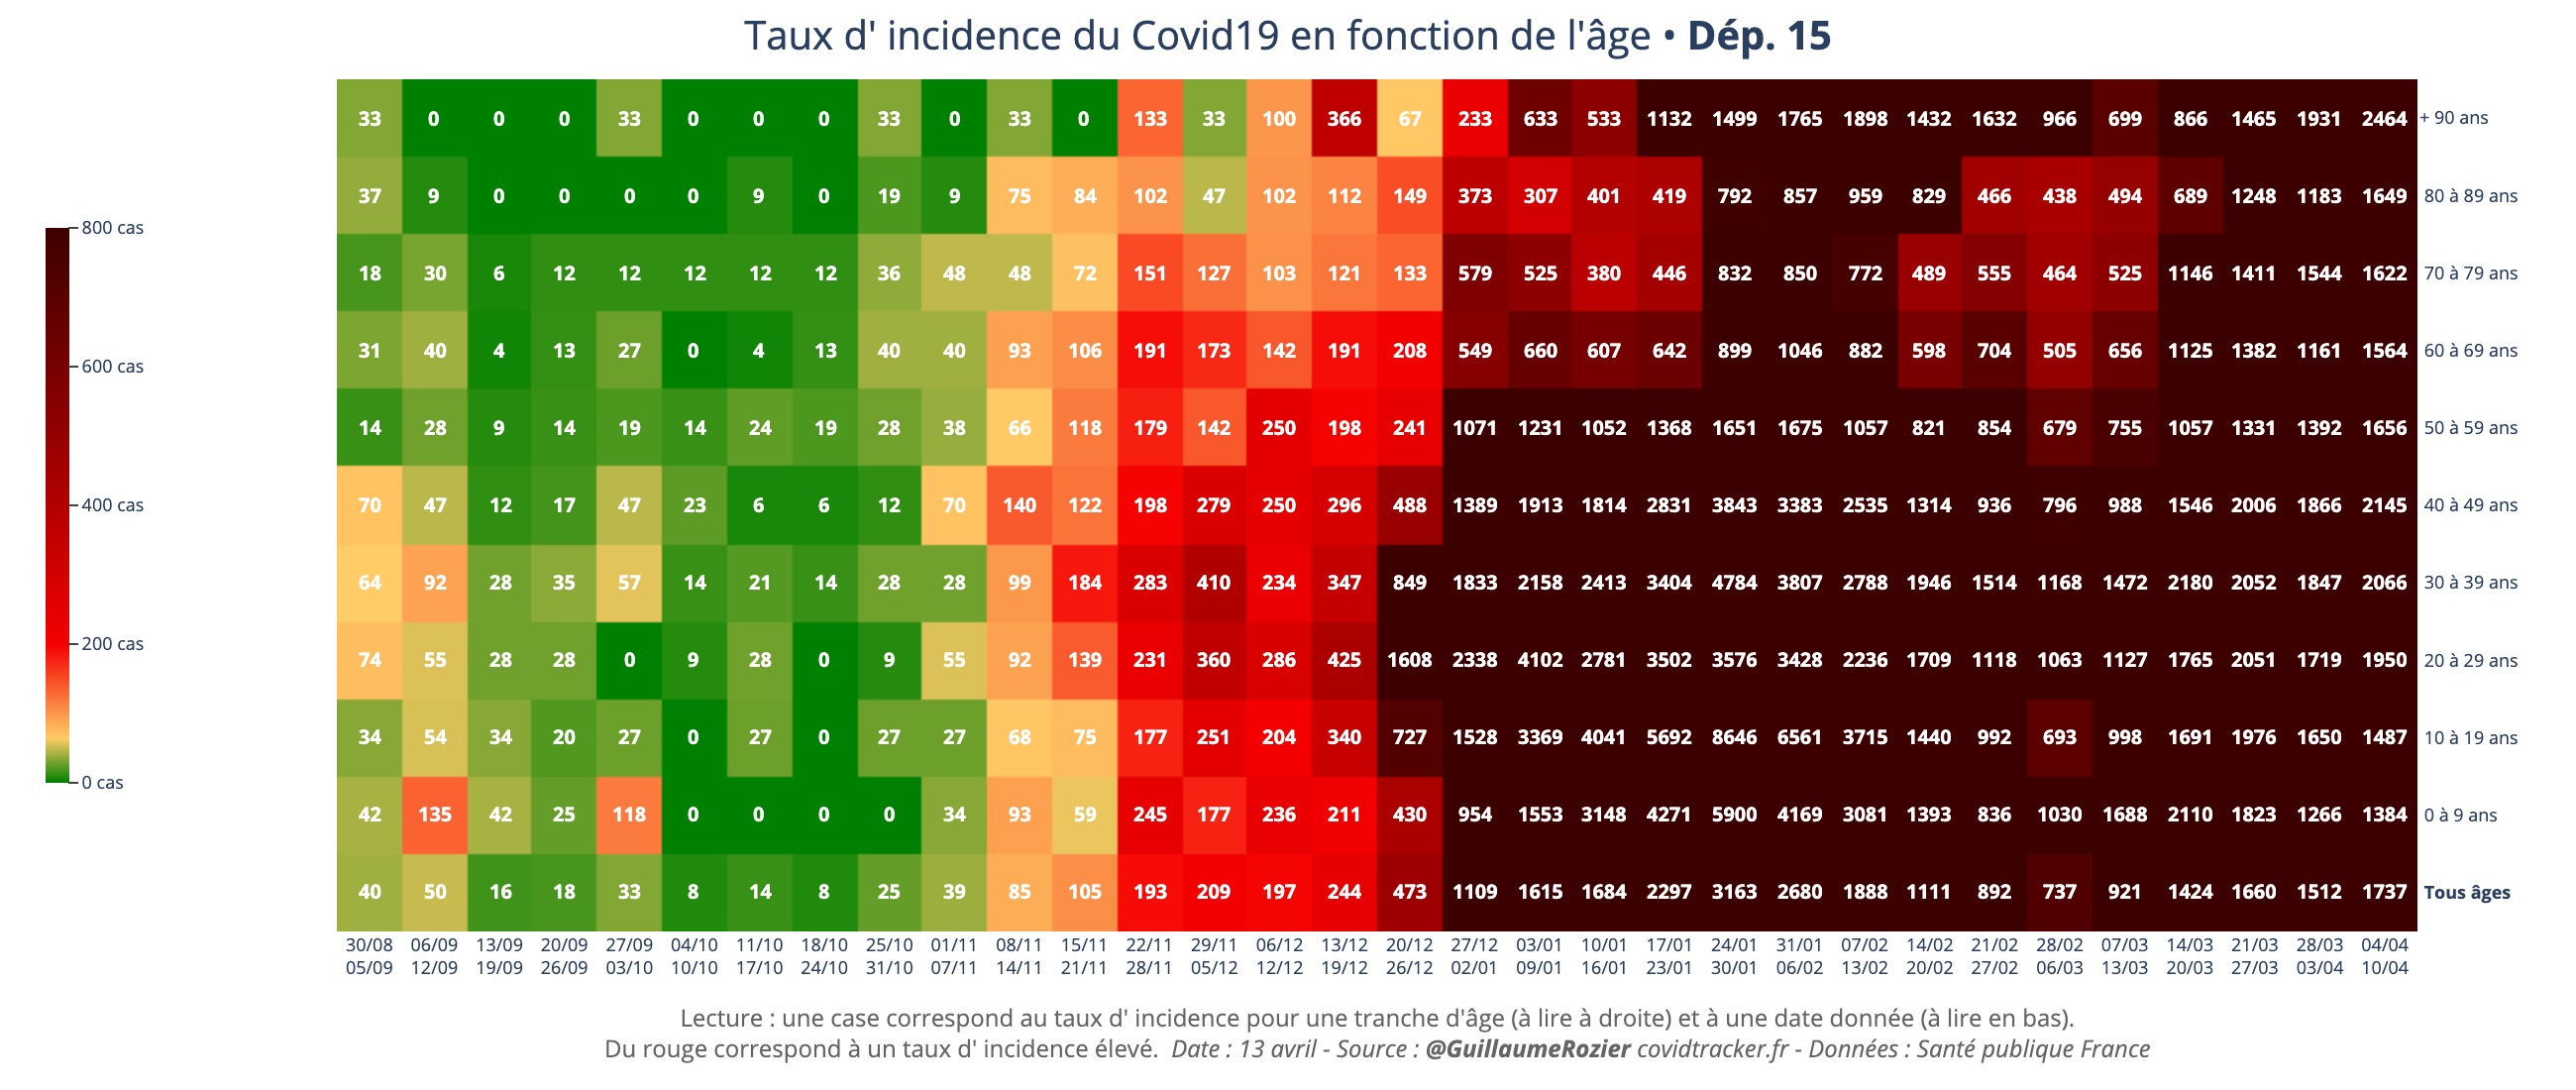 Taux d' incidence du Covid19 en fonction de l'âge • Dép. 15
800 cas
600 cas
400 cas
200 cas
0 cas
33 0 0 0 33 0 0 0 33 0 33 0 133 33 100 366 67 233 633 533 1132 1499 1765 1898 1432 1632 966 699 866 1465 1931 2464 + 90 ans
37 9 0 0 0 0 9 0 19 9 75 84 102 47 102 112 149 373 307 401 419 792 857 959 829 466 438 494 689 1248 1183 1649 80 à 89 ans
18 30 6 12 12 12 12 12 36 48 48 72 151 127 103 121 133 579 525 380 446 832 850 772 489 555 464 525 1146 1411 1544 1622 70 à 79 ans
31 40 4 13 27 0 4 13 40 40 93 106 191 173 142 191 208 549 660 607 642 899 1046 882 598 704 505 656 1125 1382 1161 1564 60 à 69 ans
14 28 9 14 19 14 24 19 28 38 66 118 179 142 250 198 241 1071 1231 1052 1368 1651 1675 1057 821 854 679 755 1057 1331 1392 1656 50 à 59 ans
70 47 12 17 47 23 6 6 12 70 140 122 198 279 250 296 488 1389 1913 1814 2831 3843 3383 2535 1314 936 796 988 1546 2006 1866 2145 40 à 49 ans
64 92 28 35 57 14 21 14 28 28 99 184 283 410 234 347 849 1833 2158 2413 3404 4784 3807 2788 1946 1514 1168 1472 2180 2052 1847 2066 30 à 39 ans
74 55 28 28 0 9 28 0 9 55 92 139 231 360 286 425 1608 2338 4102 2781 3502 3576 3428 2236 1709 1118 1063 1127 1765 2051 1719 1950 20 à 29 ans
34 54 34 20 27 0 27 0 27 27 68 75 177 251 204 340 727 1528 3369 4041 5692 8646 6561 3715 1440 992 693 998 1691 1976 1650 1487 10 à 19 ans
42 135 42 25 118 0 0 0 0 34 93 59 245 177 236 211 430 954 1553 3148 4271 5900 4169 3081 1393 836 1030 1688 2110 1823 1266 1384 0 à 9 ans
40 50 16 18 33 8 14 8 25 39 85 105 193 209 197 244 473 1109 1615 1684 2297 3163 2680 1888 1111 892 737 921 1424 1660 1512 1737 Tous âges
30/08 06/09 13/09 20/09 27/09 04/10 11/10 18/10 25/10 01/11 08/11 15/11 22/11 29/11 06/12 13/12 20/12 27/12 03/01 10/01 17/01 24/01 31/01 07/02 14/02 21/02 28/02 07/03 14/03 21/03 28/03 04/04
05/09 12/09 19/09 26/09 03/10 10/10 17/10 24/10 31/10 07/11 14/11 21/11 28/11 05/12 12/12 19/12 26/12 02/01 09/01 16/01 23/01 30/01 06/02 13/02 20/02 27/02 06/03 13/03 20/03 27/03 03/04 10/04
Lecture : une case correspond au taux d' incidence pour une tranche d'âge (à lire à droite) et à une date donnée (à lire en bas).
Du rouge correspond à un taux d' incidence élevé. Date : 13 avril - Source : @GuillaumeRozier covidtracker.fr - Données : Santé publique France